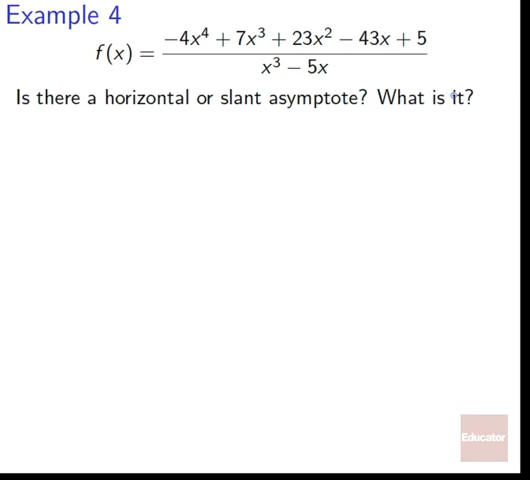 Example 4
f(x) = \frac{-4x^4 + 7x^3 + 23x^2 - 43x + 5}{x^3 - 5x}
Is there a horizontal or slant asymptote? What is it?
Educator